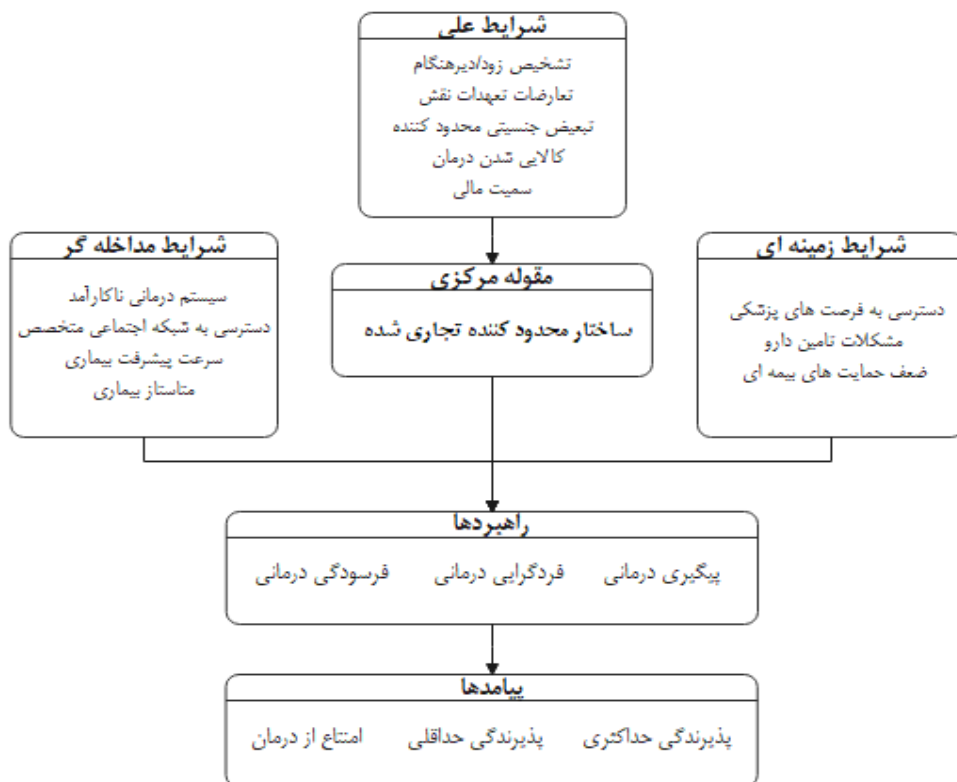 شرایط علی
تشخیص زود/دیرهنگام
تعارضات تعهدات نقش
تبعیض جنسیتی محدود کننده
کالایی شدن درمان
سمیت مالی
شرایط زمینه ای
دسترسی به فرصت های پزشکی
مشکلات تامین دارو
ضعف حمایت های بیمه ای
مقوله مرکزی
ساختار محدود کننده تجاری شده
شرایط مداخله گر
سیستم درمانی ناکارآمد
دسترسی به شبکه اجتماعی متخصص
سرعت پیشرفت بیماری
متاستاز بیماری
راهبردها
پیگیری درمانی فردگرایی درمانی فرسودگی درمانی
پیامدها
پذیرندگی حداکثری پذیرندگی حداقلی امتناع از درمان